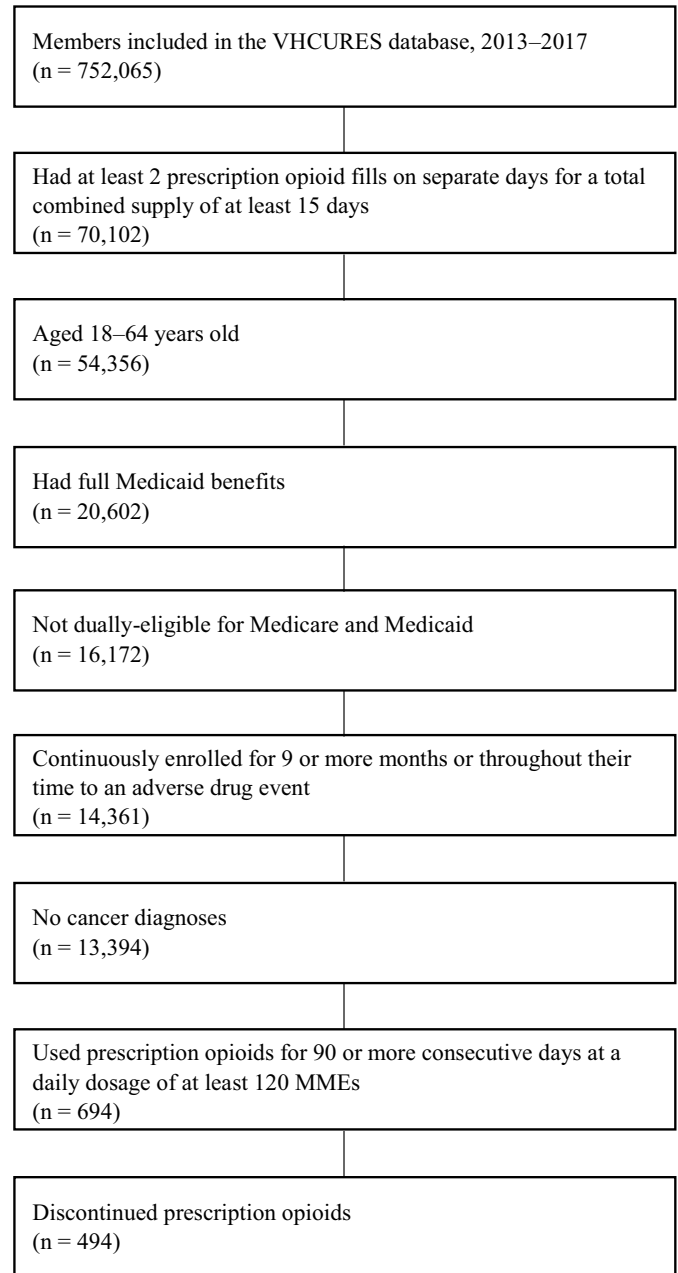 Members included in the VHCURES database, 2013–2017
(n = 752,065)
Had at least 2 prescription opioid fills on separate days for a total
combined supply of at least 15 days
(n = 70,102)
Aged 18–64 years old
(n = 54,356)
Had full Medicaid benefits
(n = 20,602)
Not dually-eligible for Medicare and Medicaid
(n = 16,172)
Continuously enrolled for 9 or more months or throughout their
time to an adverse drug event
(n = 14,361)
No cancer diagnoses
(n = 13,394)
Used prescription opioids for 90 or more consecutive days at a
daily dosage of at least 120 MMEs
(n = 694)
Discontinued prescription opioids
(n = 494)